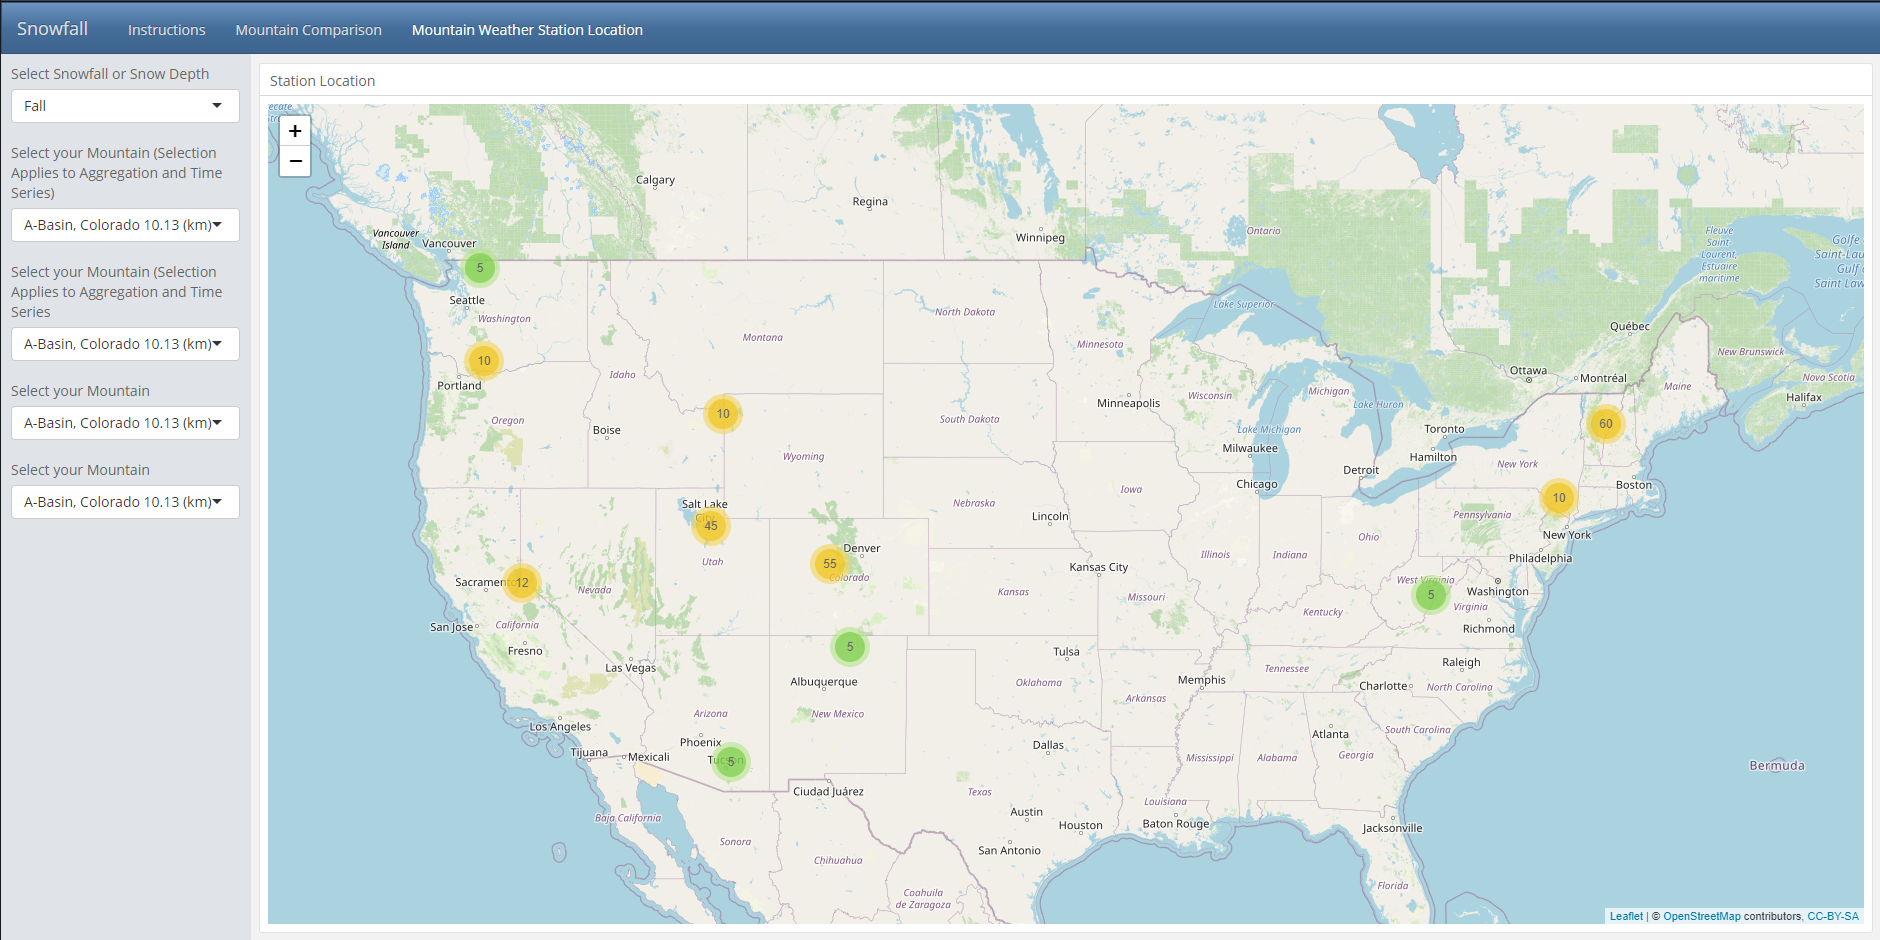 Snowfall
Instructions
Mountain Comparison
Mountain Weather Station Location
Select Snowfall or Snow Depth
Fall
Select your Mountain (Selection
Applies to Aggregation and Time
Series)
A-Basin, Colorado 10.13 (km)
Select your Mountain (Selection
Applies to Aggregation and Time
Series
A-Basin, Colorado 10.13 (km)
Select your Mountain
A-Basin, Colorado 10.13 (km)
Select your Mountain
A-Basin, Colorado 10.13 (km)
Station Location
+
−
Calgary
Regina
Winnipeg
Ontario
Vancouver
Island
Vancouver
Fleuve
Saint-
Laurent,
Estuaire
maritime
Golfe
Saint-Lau
Gulf
Saint Law
5
Seattle
Washington
Lake Superior
North Dakota
Montana
Minnesota
Québec
New Brunswick
10
Portland
Idaho
Ottawa
Montréal
Maine
Nova Scotia
Halifax
Michigan
Wisconsin
Lake Huron
Minneapolis
10
Oregon
Boise
South Dakota
Toronto
60
Lake Michigan
Milwaukee
Hamilton
Wyoming
New York
Detroit
Chicago
Boston
Iowa
10
Salt Lake
45
Nebraska
Lincoln
Pennsylvania
New York
Ohio
Denver
Utah
55
Colorado
Illinois
Indiana
Philadelphia
Kansas City
Sacramento
12
Nevada
Kansas
Missouri
West Virginia
5
Washington
Virginia
Kentucky
Richmond
San Jose
California
Fresno
5
Las Vegas
Tulsa
Raleigh
Tennessee
Albuquerque
Oklahoma
Memphis
Charlotte
North Carolina
Arkansas
Los Angeles
Arizona
New Mexico
Phoenix
South Carolina
Atlanta
Tijuana
Mexicali
Tucson
5
Dallas
Mississippi
Alabama
Georgia
Bermuda
Ciudad Juárez
Texas
Louisiana
Baja California
Austin
Houston
Baton Rouge
Jacksonville
Sonora
San Antonio
Chihuahua
Coahuila
de Zaragoza
Florida
Leaflet | © OpenStreetMap contributors, CC-BY-SA